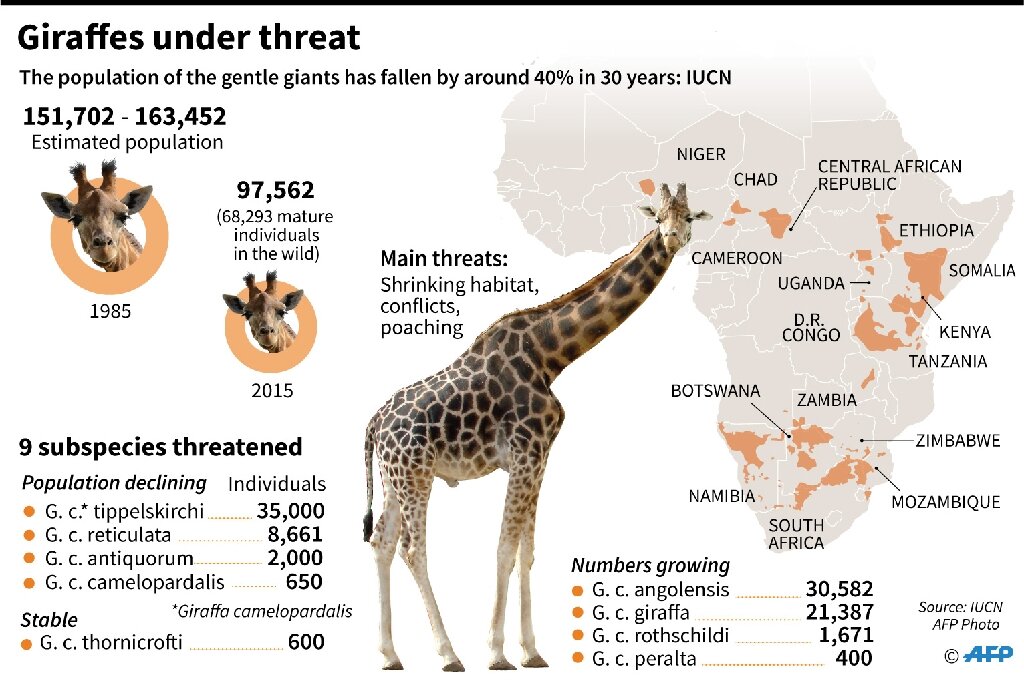 Giraffes under threat
The population of the gentle giants has fallen by around 40% in 30 years: IUCN
151,702 - 163,452
Estimated population
1985
97,562
(68,293 mature
individuals
in the wild)
2015
Main threats:
Shrinking habitat,
conflicts,
poaching
NIGER
CHAD
CENTRAL AFRICAN
REPUBLIC
CAMEROON
ETHIOPIA
SOMALIA
UGANDA
D.R.
CONGO
KENYA
TANZANIA
BOTSWANA
ZAMBIA
ZIMBABWE
MOZAMBIQUE
NAMIBIA
SOUTH
AFRICA
9 subspecies threatened
Population declining Individuals
G. c.* tippelskirchi 35,000
G. c. reticulata 8,661
G. c. antiquorum 2,000
G. c. camelopardalis 650
*Giraffa camelopardalis
Stable
G. c. thornicrofti 600
Numbers growing
G. c. angolensis 30,582
G. c. giraffa 21,387
G. c. rothschildi 1,671
G. c. peralta 400
Source: IUCN
AFP Photo
© AFP